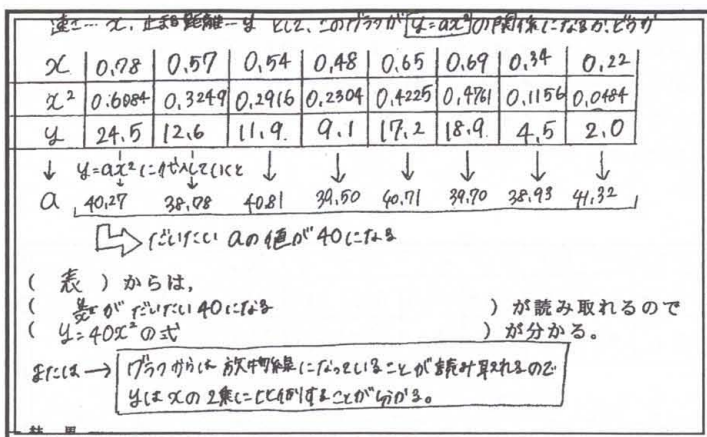 速さ…x, 止まる距離…y として、このグラフが y=ax² の関係になるか、どうか
x 0.78 0.57 0.54 0.48 0.65 0.69 0.34 0.22
x² 0.6084 0.3249 0.2916 0.2304 0.4225 0.4761 0.1156 0.0484
y 24.5 12.6 11.9 9.1 17.2 18.9 4.5 2.0
↓ y=ax²に代入していくと ↓ ↓ ↓ ↓ ↓ ↓
a 40.27 38.78 40.81 39.50 40.71 39.70 38.93 41.32
だいたい aの値が40になる
( 表 ) からは,
( がだいたい40になる ) が読み取れるので
( y=40x²の式 ) が分かる。
または → グラフからは放物線になっていることが読み取れるので
yはxの2乗に比例することが分かる。
結 果